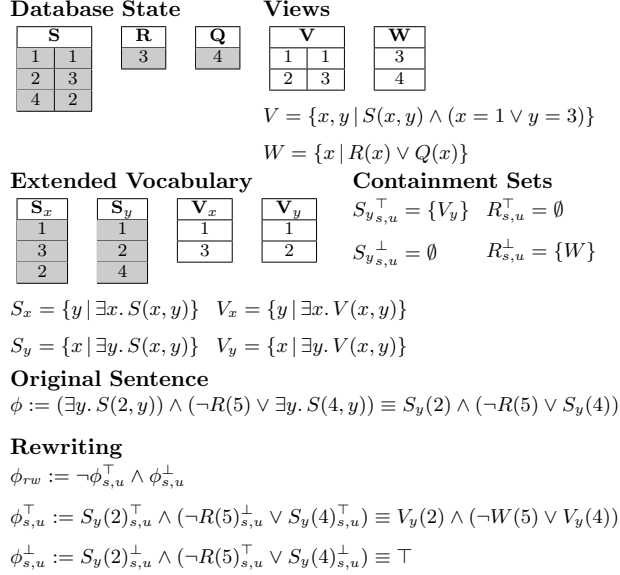 Database State Views
S R Q V W
1 1 3 4 1 1 3
2 3 2 3 4
4 2
V = {x, y | S(x, y) ∧ (x = 1 ∨ y = 3)}
W = {x | R(x) ∨ Q(x)}
Extended Vocabulary Containment Sets
S_x S_y V_x V_y
1 1 1 1
3 2 3 2
2 4
S_y^⊤_{s,u} = {V_y} R^⊤_{s,u} = ∅
S_y^⊥_{s,u} = ∅ R^⊥_{s,u} = {W}
S_x = {y | ∃x. S(x, y)} V_x = {y | ∃x. V(x, y)}
S_y = {x | ∃y. S(x, y)} V_y = {x | ∃y. V(x, y)}
Original Sentence
ϕ := (∃y. S(2, y)) ∧ (¬R(5) ∨ ∃y. S(4, y)) ≡ S_y(2) ∧ (¬R(5) ∨ S_y(4))
Rewriting
ϕ_{rw} := ¬ϕ^⊤_{s,u} ∧ ϕ^⊥_{s,u}
ϕ^⊤_{s,u} := S_y(2)^⊤_{s,u} ∧ (¬R(5)^⊥_{s,u} ∨ S_y(4)^⊤_{s,u}) ≡ V_y(2) ∧ (¬W(5) ∨ V_y(4))
ϕ^⊥_{s,u} := S_y(2)^⊥_{s,u} ∧ (¬R(5)^⊤_{s,u} ∨ S_y(4)^⊥_{s,u}) ≡ ⊤